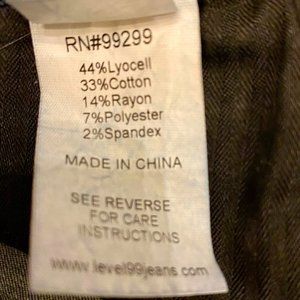 RN#99299
44%Lyocell
33%Cotton
14%Rayon
7%Polyester
2%Spandex
MADE IN CHINA
SEE REVERSE
FOR CARE
INSTRUCTIONS
www.level99jeans.com